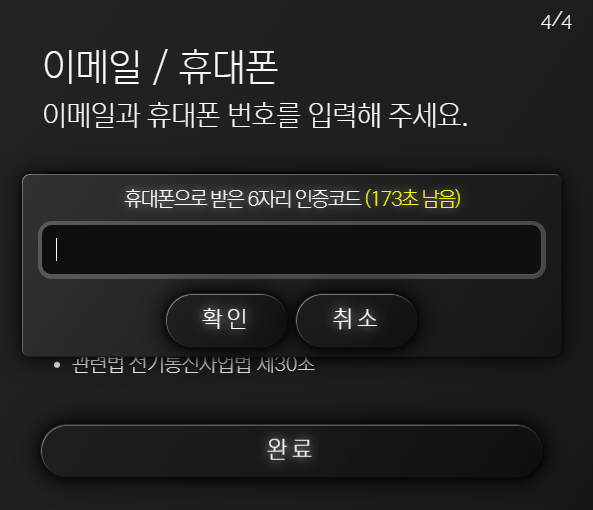 4/4
이메일 / 휴대폰
이메일과 휴대폰 번호를 입력해 주세요.
휴대폰으로 받은 6자리 인증코드 (173초 남음)
확인
취소
• 관련법 전기통신사업법 제30조
완료